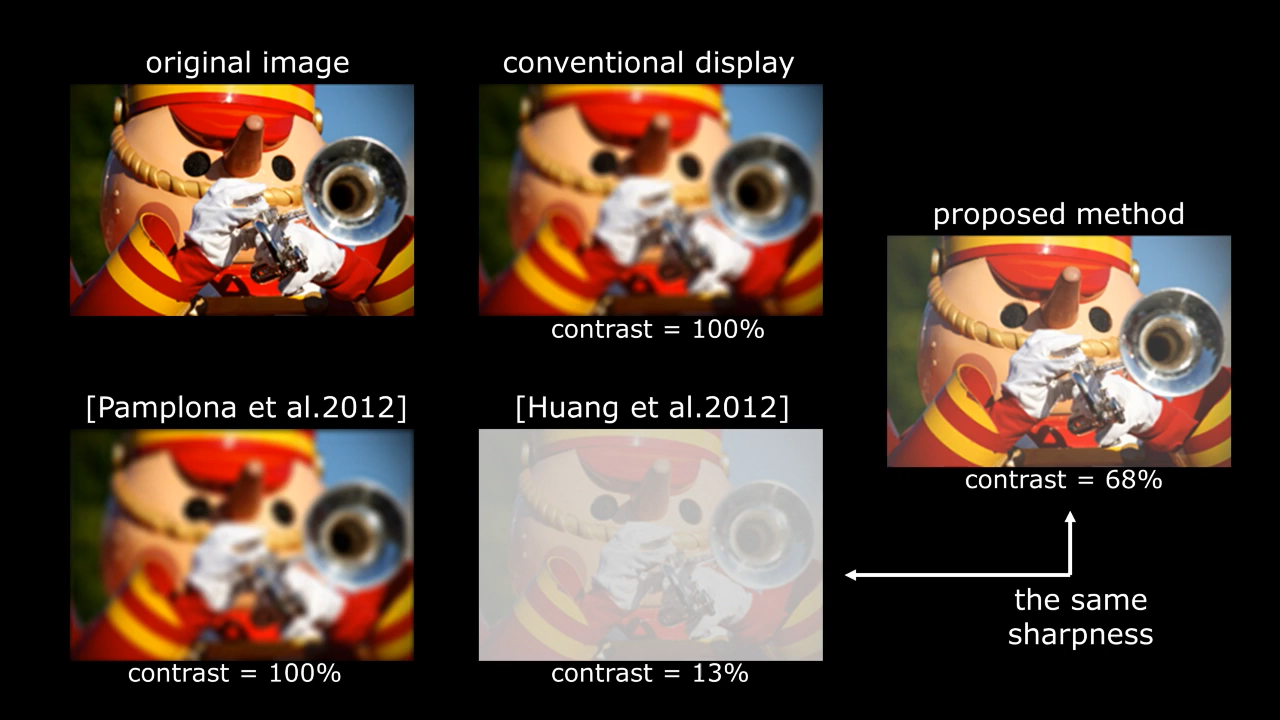 original image
conventional display
contrast = 100%
proposed method
contrast = 68%
[Pamplona et al.2012]
contrast = 100%
[Huang et al.2012]
contrast = 13%
the same
sharpness